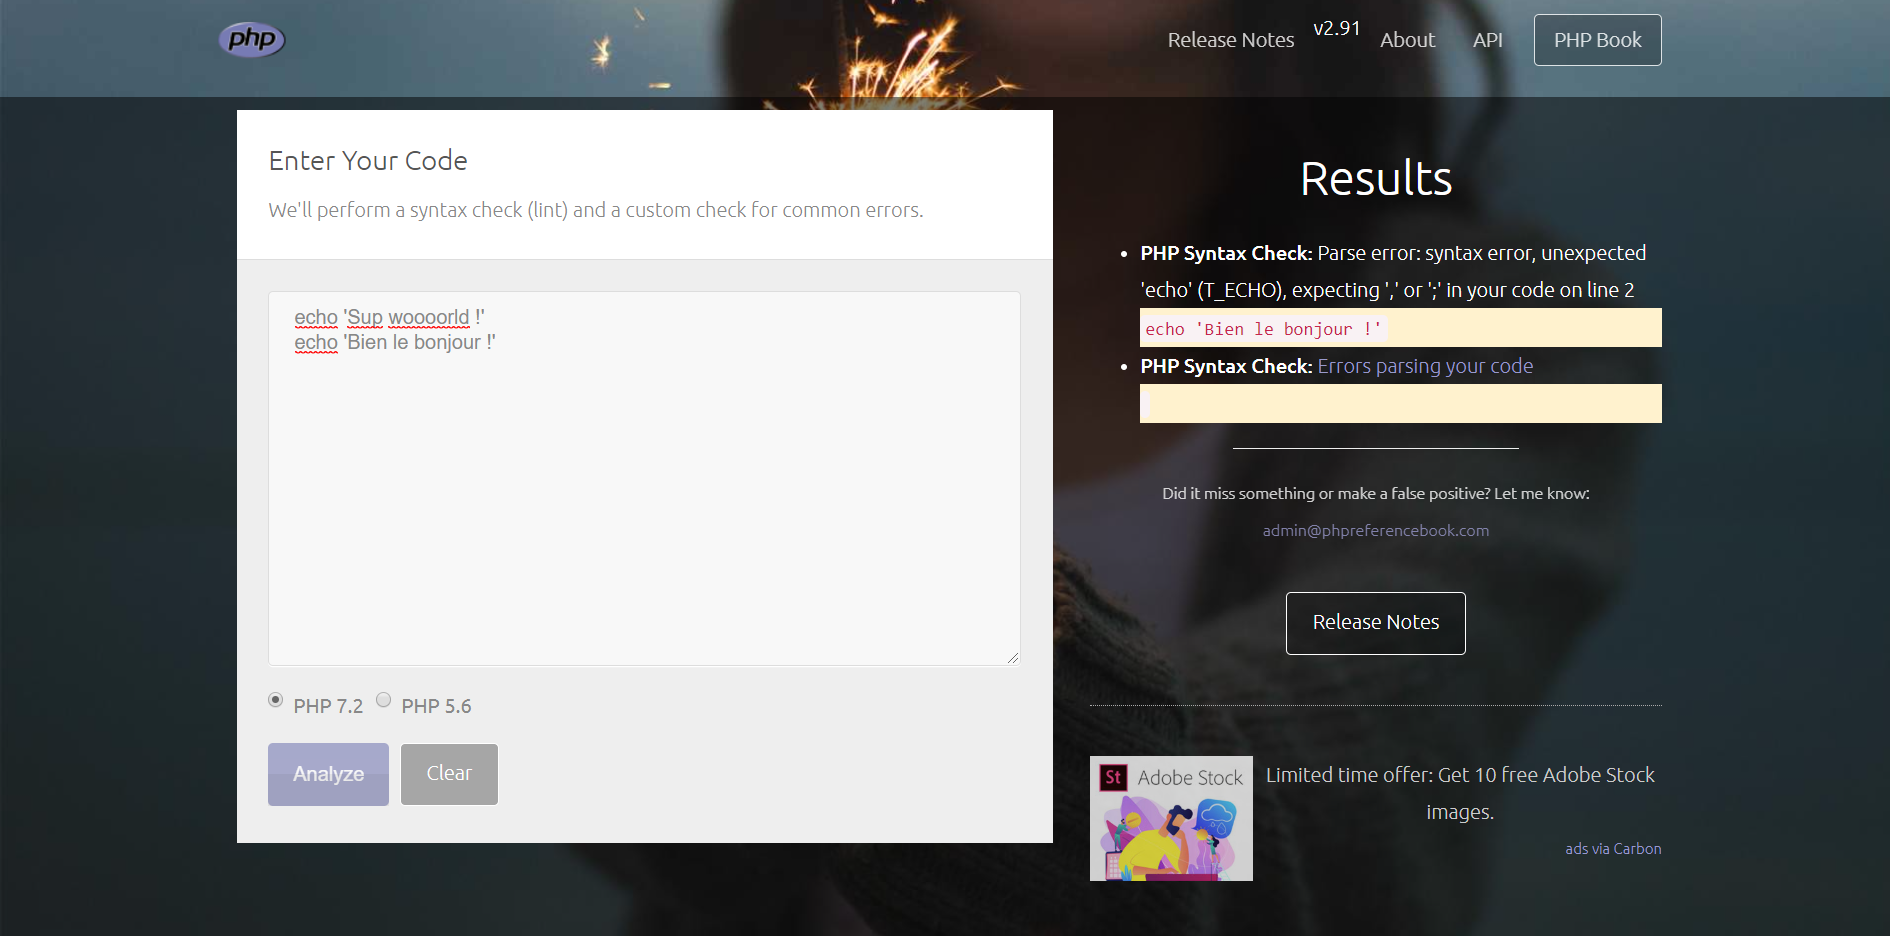 php
Release Notes
v2.91
About
API
PHP Book
Enter Your Code
We'll perform a syntax check (lint) and a custom check for common errors.
echo 'Sup woooorld !'
echo 'Bien le bonjour !'
PHP 7.2
PHP 5.6
Analyze
Clear
Results
PHP Syntax Check: Parse error: syntax error, unexpected
'echo' (T_ECHO), expecting ',' or ';' in your code on line 2
echo 'Bien le bonjour !'
PHP Syntax Check: Errors parsing your code
Did it miss something or make a false positive? Let me know:
admin@phpreferencebook.com
Release Notes
St Adobe Stock
Limited time offer: Get 10 free Adobe Stock
images.
ads via Carbon